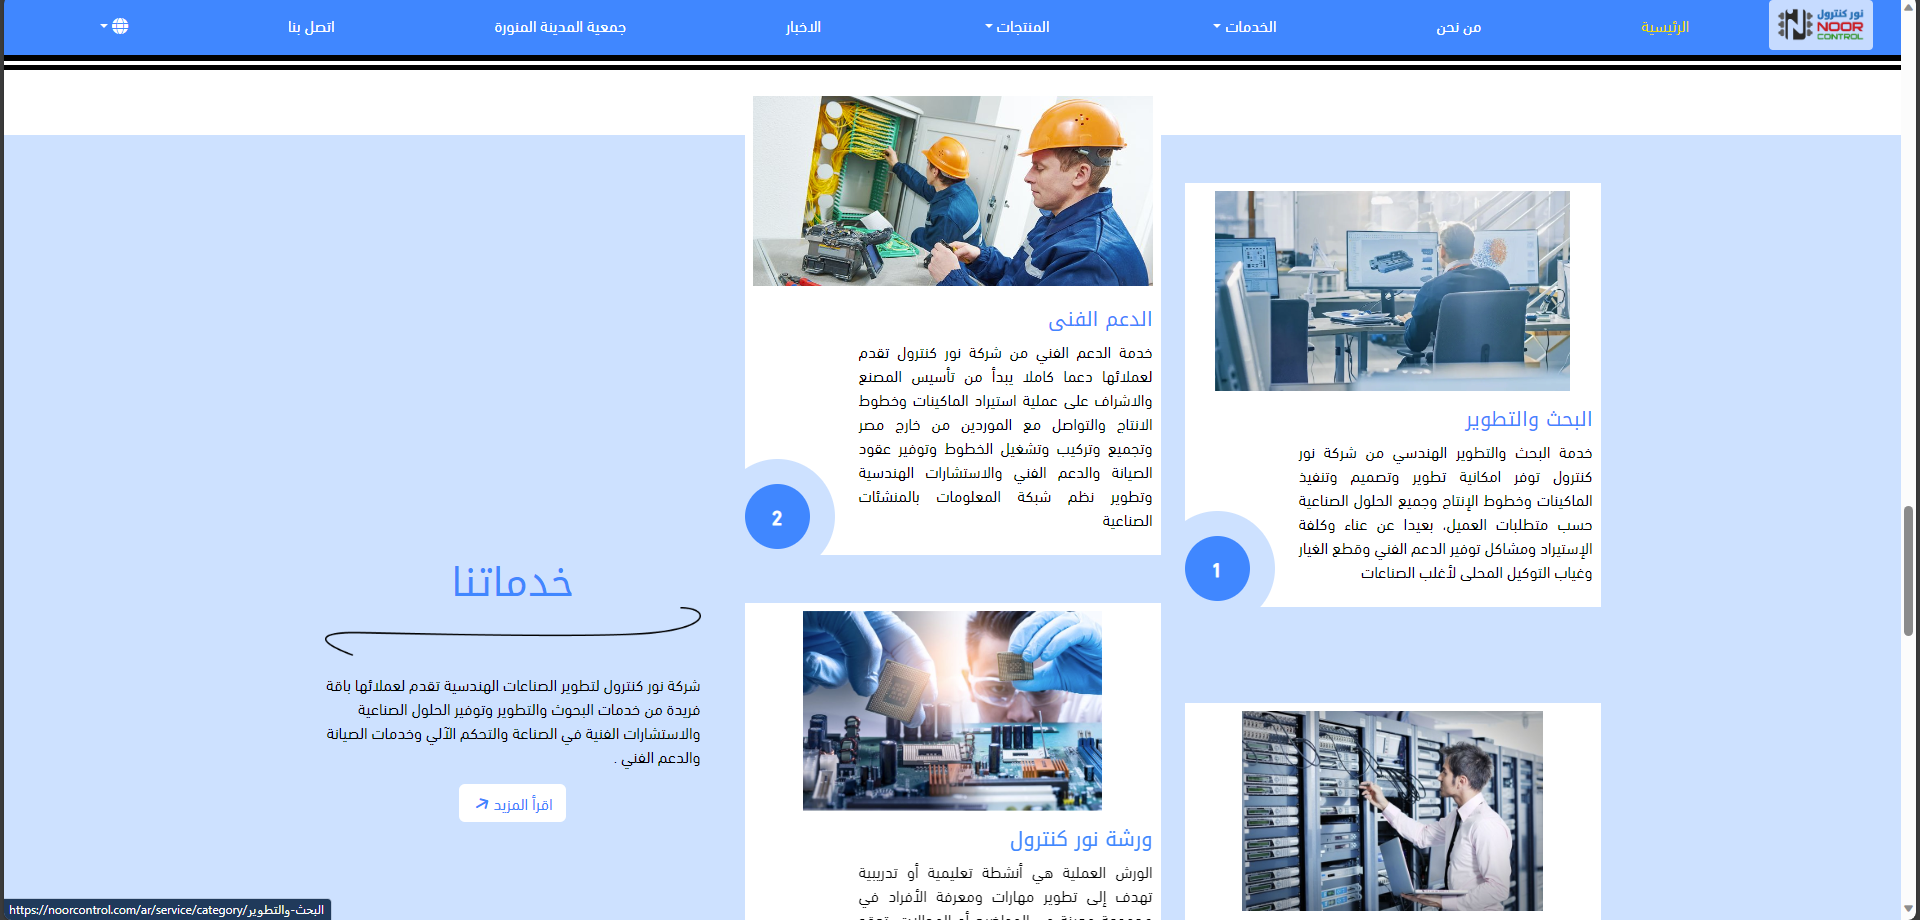 نور كنترول
NOOR
CONTROL
الرئيسية
من نحن
الخدمات
المنتجات
الاخبار
جمعية المدينة المنورة
اتصل بنا
البحث والتطوير
خدمة البحث والتطوير الهندسي من شركة نور
كنترول توفر امكانية تطوير وتصميم وتنفيذ
الماكينات وخطوط الإنتاج وجميع الحلول الصناعية
حسب متطلبات العميل، بعيدا عن عناء وكلفة
الإستيراد ومشاكل توفير الدعم الفني وقطع الغيار
وغياب التوكيل المحلى لأغلب الصناعات
1
الدعم الفنى
خدمة الدعم الفني من شركة نور كنترول تقدم
لعملائها دعما كاملا يبدأ من تأسيس المصنع
والاشراف على عملية استيراد الماكينات وخطوط
الانتاج والتواصل مع الموردين من خارج مصر
وتجميع وتركيب وتشغيل الخطوط وتوفير عقود
الصيانة والدعم الفني والاستشارات الهندسية
وتطوير نظم شبكة المعلومات بالمنشئات
الصناعية
2
ورشة نور كنترول
الورش العملية هي أنشطة تعليمية أو تدريبية
تهدف إلى تطوير مهارات ومعرفة الأفراد في
خدماتنا
شركة نور كنترول لتطوير الصناعات الهندسية تقدم لعملائها باقة
فريدة من خدمات البحوث والتطوير وتوفير الحلول الصناعية
والاستشارات الفنية في الصناعة والتحكم الآلي وخدمات الصيانة
والدعم الفني .
اقرأ المزيد
https://noorcontrol.com/ar/service/category/البحث-والتطوير